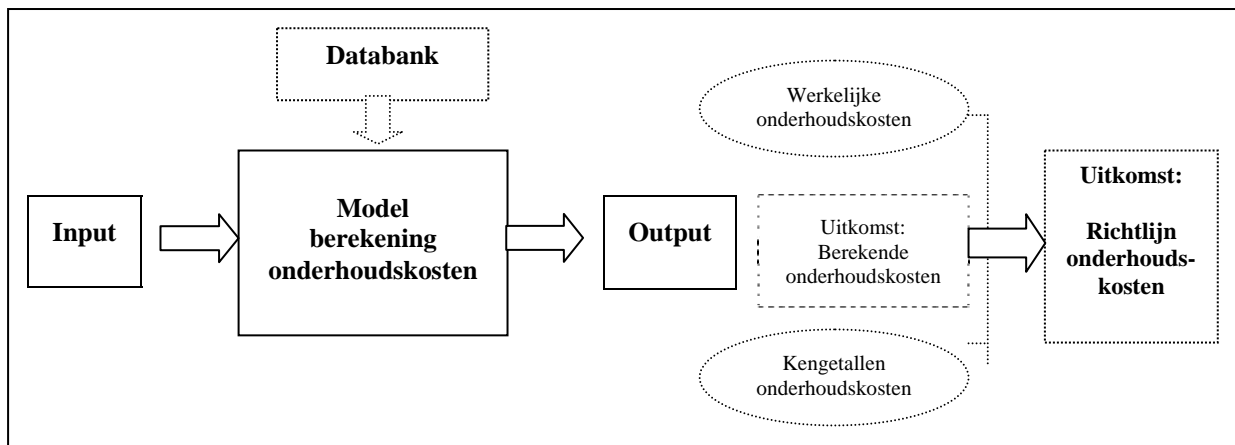 Databank
Werkelijke
onderhoudskosten
Input
Model
berekening
onderhoudskosten
Output
Uitkomst:
Berekende
onderhoudskosten
Uitkomst:
Richtlijn
onderhouds-
kosten
Kengetallen
onderhoudskosten